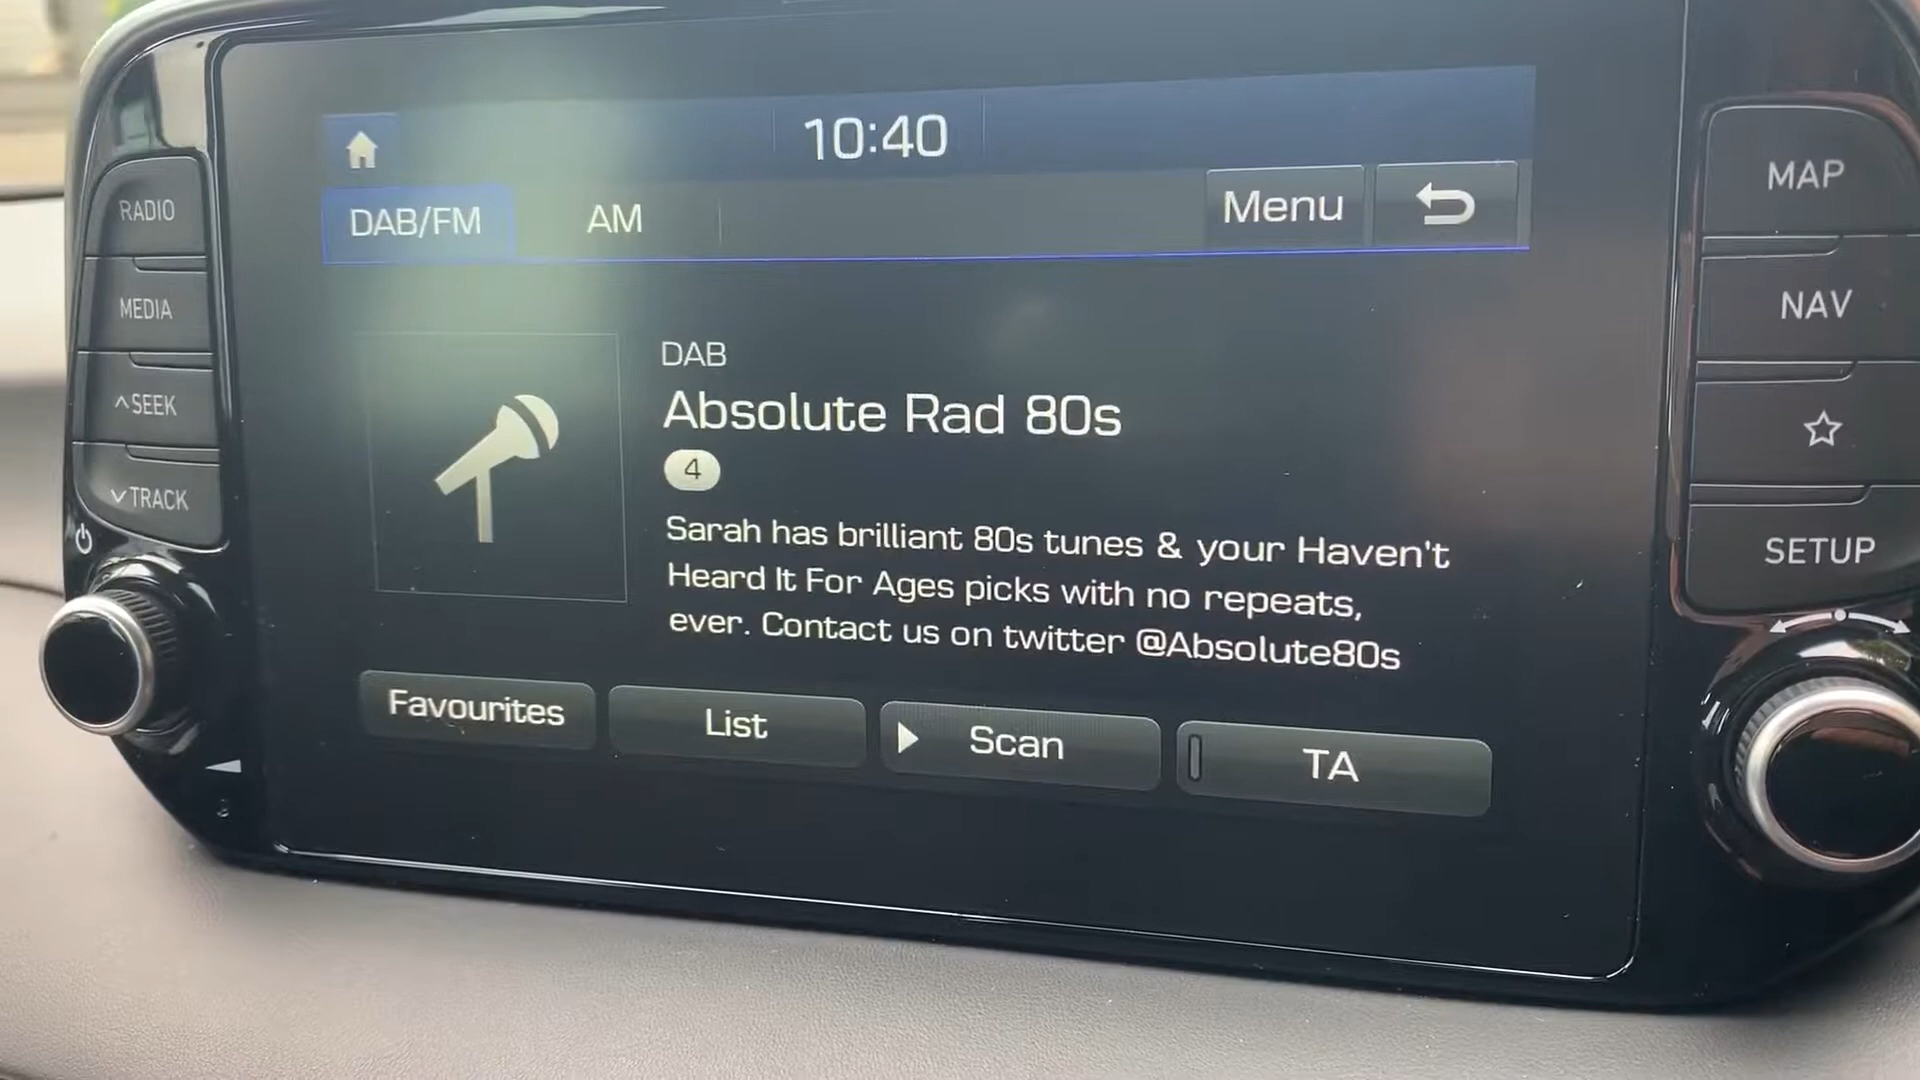 10:40
DAB/FM
AM
Menu
RADIO
MEDIA
SEEK
TRACK
DAB
Absolute Rad 80s
4
Sarah has brilliant 80s tunes & your Haven't
Heard It For Ages picks with no repeats,
ever. Contact us on twitter @Absolute80s
Favourites
List
Scan
TA
MAP
NAV
SETUP